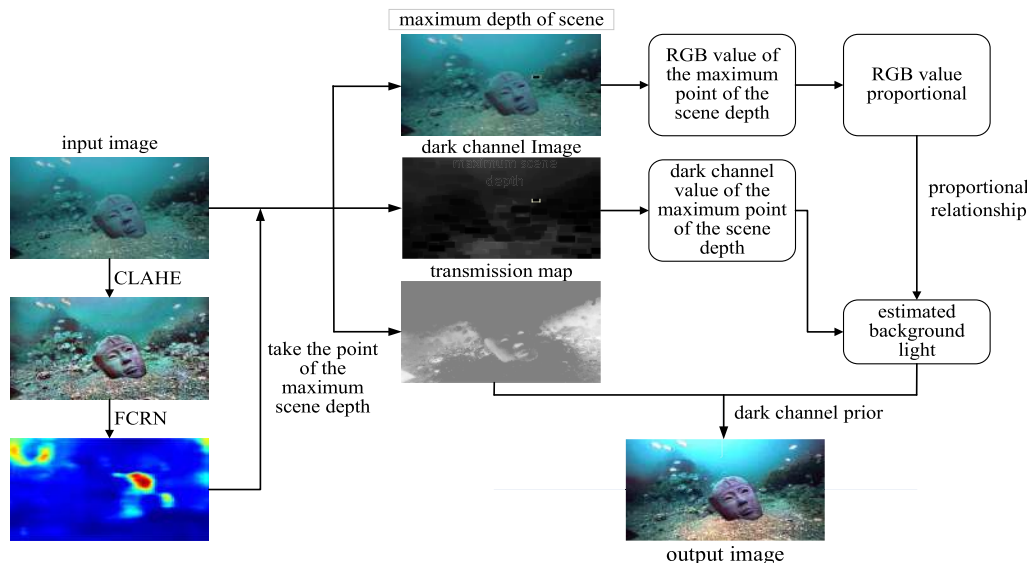 maximum depth of scene
RGB value of
the maximum
point of the
scene depth
RGB value
proportional
input image
dark channel Image
maximum scene
depth
dark channel
value of the
maximum point
of the scene
depth
proportional
relationship
CLAHE
transmission map
take the point
of the
maximum
scene depth
estimated
background
light
FCRN
dark channel prior
output image